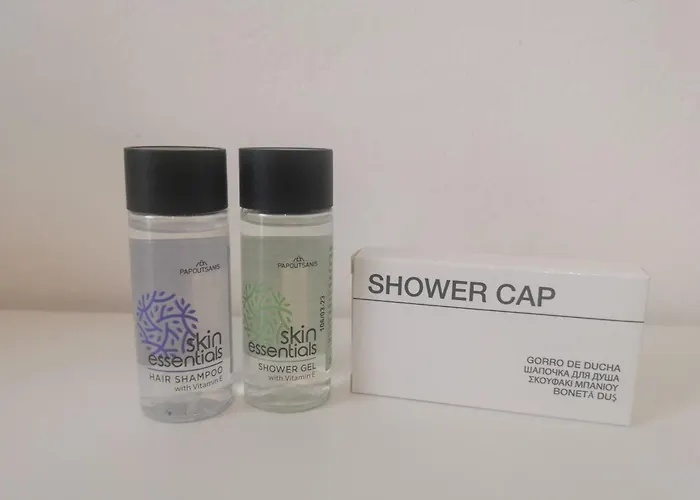 PAPOUTSANIS
skin
essentials
HAIR SHAMPOO
with Vitamin E
PAPOUTSANIS
skin
essentials
SHOWER GEL
with Vitamin E
SHOWER CAP
GORRO DE DUCHA
ШАПОЧКА ДЛЯ ДУША
ΣΚΟΥΦΑΚΙ ΜΠΑΝΙΟΥ
BONETĂ DUȘ